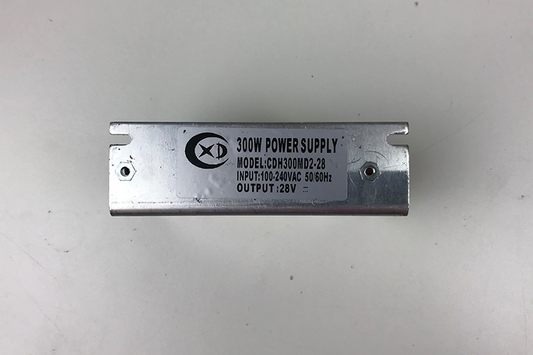 XD
300W POWER SUPPLY
MODEL:CDH300MD2-28
INPUT:100-240VAC 50/60Hz
OUTPUT:28V ⎓